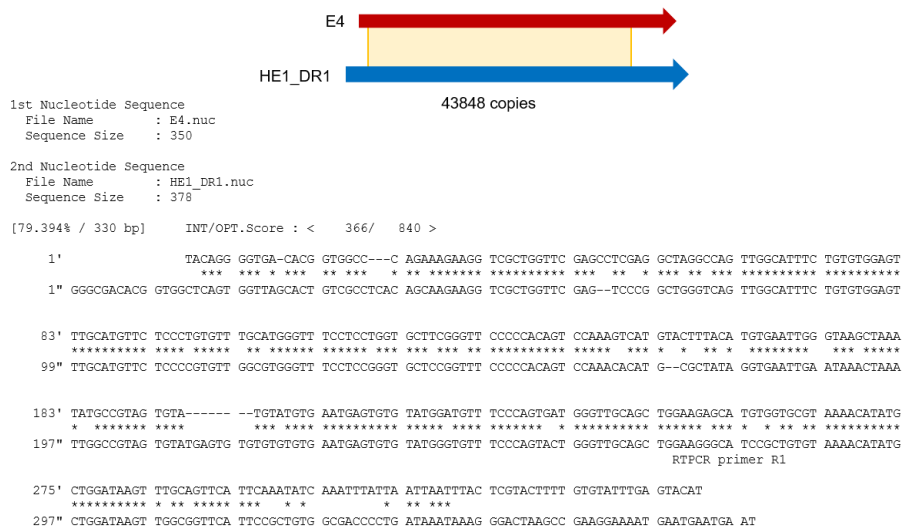 E4
HE1_DR1
43848 copies
1st Nucleotide Sequence
File Name : E4.nuc
Sequence Size : 350
2nd Nucleotide Sequence
File Name : HE1_DR1.nuc
Sequence Size : 378
[79.394% / 330 bp] INT/OPT.Score : < 366/ 840 >
1' TACAGG GGTGA-CACG GTGGCC---C AGAAAGAAGG TCGCTGGTTC GAGCCTCGAG GCTAGGCCAG TTGGCATTTC TGTGTGGAGT
*** *** * *** ** *** * ** ******* ********** *** ** ** *** ** ********** **********
1" GGGCGACACG GTGGCTCAGT GGTTAGCACT GTCGCCTCAC AGCAAGAAGG TCGCTGGTTC GAG--TCCCG GCTGGGTCAG TTGGCATTTC TGTGTGGAGT
83' TTGCATGTTC TCCCTGTGTT TGCATGGGTT TCCTCCTGGT GCTTCGGGTT CCCCCACAGT CCAAAGTCAT GTACTTTACA TGTGAATTGG GTAAGCTAAA
********** **** ***** ** ******* ****** *** *** ****** ********** ***** *** * * ** * ******** *** *****
99" TTGCATGTTC TCCCCGTGTT GGCGTGGGTT TCCTCCGGGT GCTCCGGTTT CCCCCACAGT CCAAACACAT G--CGCTATA GGTGAATTGA ATAAACTAAA
183' TATGCCGTAG TGTA------ --TGTATGTG AATGAGTGTG TATGGATGTT TTCCCAGTGAT GGGTTGCAGC TGGAAGAGCA TGTGGTGCGT AAAACATATG
* ******* **** *** **** ********** ***** **** ******** * ********** ****** *** * * ** *** **********
197" TTGGCCGTAG TGTATGAGTG TGTGTGTGTG AATGAGTGTG TATGGGTGTT TTCCCAGTACT GGGTTGCAGC TGGAAGGGCA TCCGCTGTGT AAAACATATG
RTPCR primer R1
275' CTGGATAAGT TTGCAGTTCA TTCAAATATC AAATTTATTA ATTAATTTAC TCGTACTTTT GTGTATTTGA GTACAT
********** * ** ***** *** * * * ** ***
297" CTGGATAAGT TGGCGGTTCA TTCCGCTGTG GCGACCCCTG ATAAATAAAG GGACTAAGCC GAAGGAAAAT GAATGAATGA AT